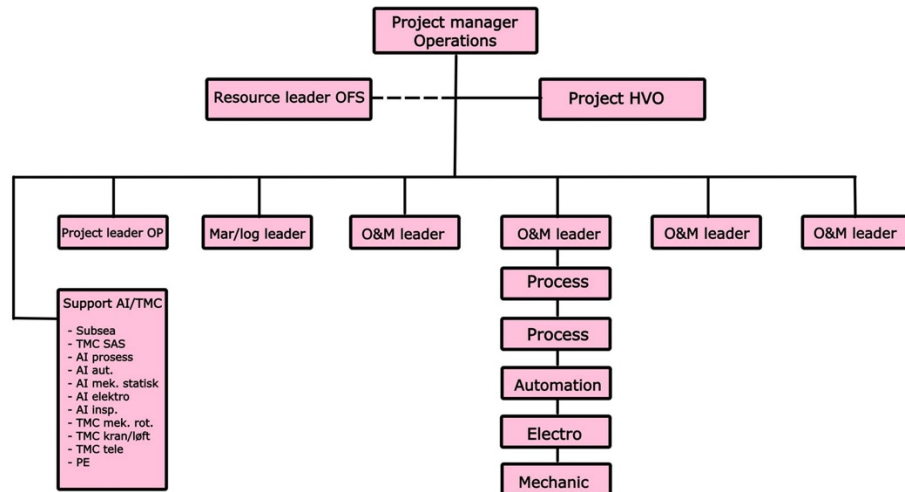 Project manager
Operations
Resource leader OFS
Project HVO
Project leader OP
Mar/log leader
O&M leader
O&M leader
O&M leader
O&M leader
Process
Process
Automation
Electro
Mechanic
Support AI/TMC
- Subsea
- TMC SAS
- AI prosess
- AI aut.
- AI mek. statisk
- AI elektro
- AI insp.
- TMC mek. rot.
- TMC kran/løft
- TMC tele
- PE